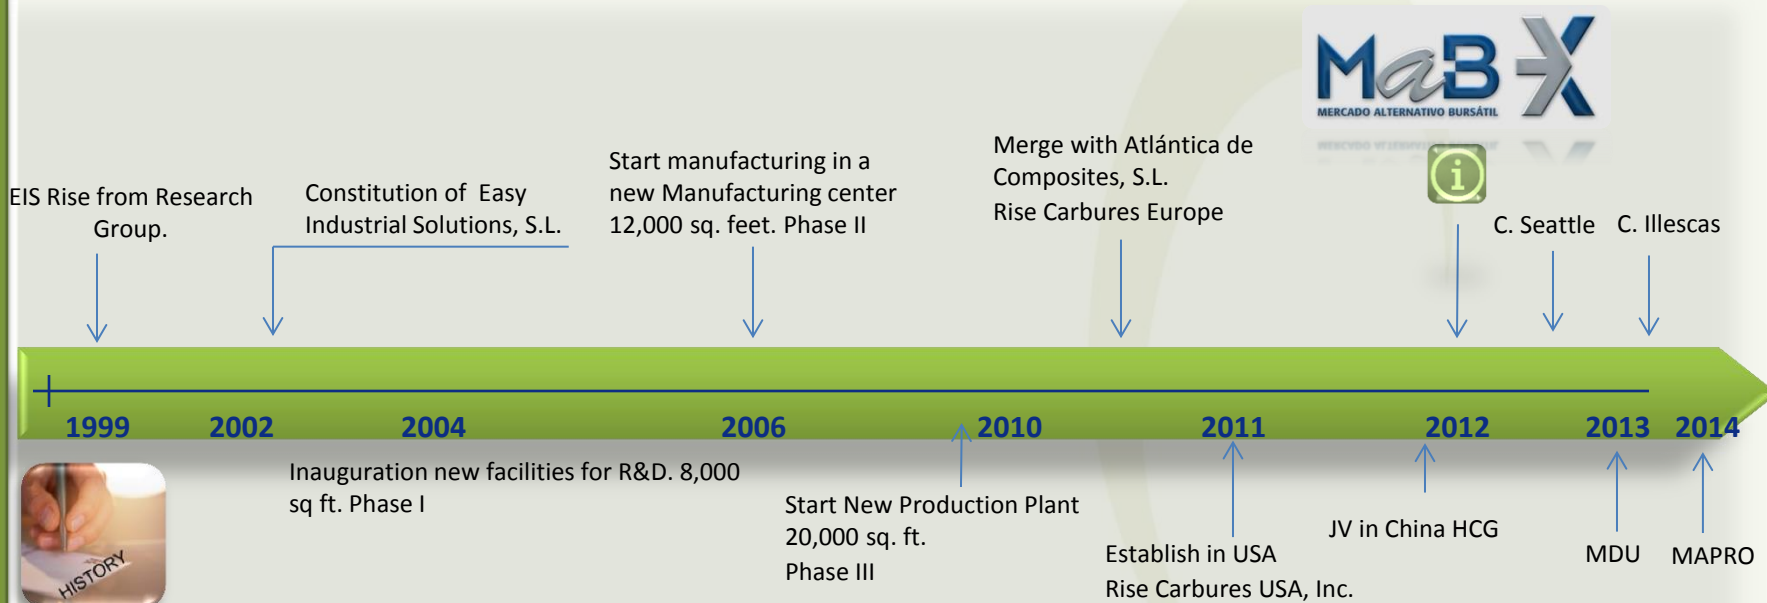 MaB
MERCADO ALTERNATIVO BURSÁTIL
EIS Rise from Research
Group.
Constitution of Easy
Industrial Solutions, S.L.
Start manufacturing in a
new Manufacturing center
12,000 sq. feet. Phase II
Merge with Atlántica de
Composites, S.L.
Rise Carbures Europe
i
C. Seattle
C. Illescas
1999 2002 2004 2006 2010 2011 2012 2013 2014
HISTORY
Inauguration new facilities for R&D. 8,000
sq ft. Phase I
Start New Production Plant
20,000 sq. ft.
Phase III
Establish in USA
Rise Carbures USA, Inc.
JV in China HCG
MDU
MAPRO